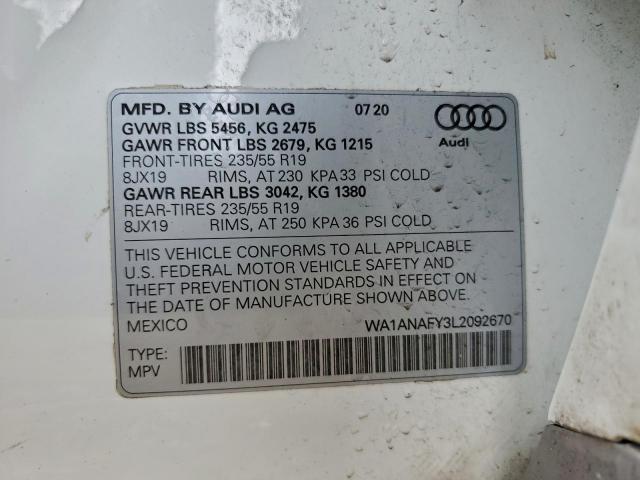 MFD. BY AUDI AG 07 20
GVWR LBS 5456, KG 2475
GAWR FRONT LBS 2679, KG 1215
FRONT-TIRES 235/55 R19
8JX19 RIMS, AT 230 KPA 33 PSI COLD
GAWR REAR LBS 3042, KG 1380
REAR-TIRES 235/55 R19
8JX19 RIMS, AT 250 KPA 36 PSI COLD
Audi
THIS VEHICLE CONFORMS TO ALL APPLICABLE
U.S. FEDERAL MOTOR VEHICLE SAFETY AND
THEFT PREVENTION STANDARDS IN EFFECT ON
THE DATE OF MANUFACTURE SHOWN ABOVE.
MEXICO WA1ANAFY3L2092670
TYPE:
MPV